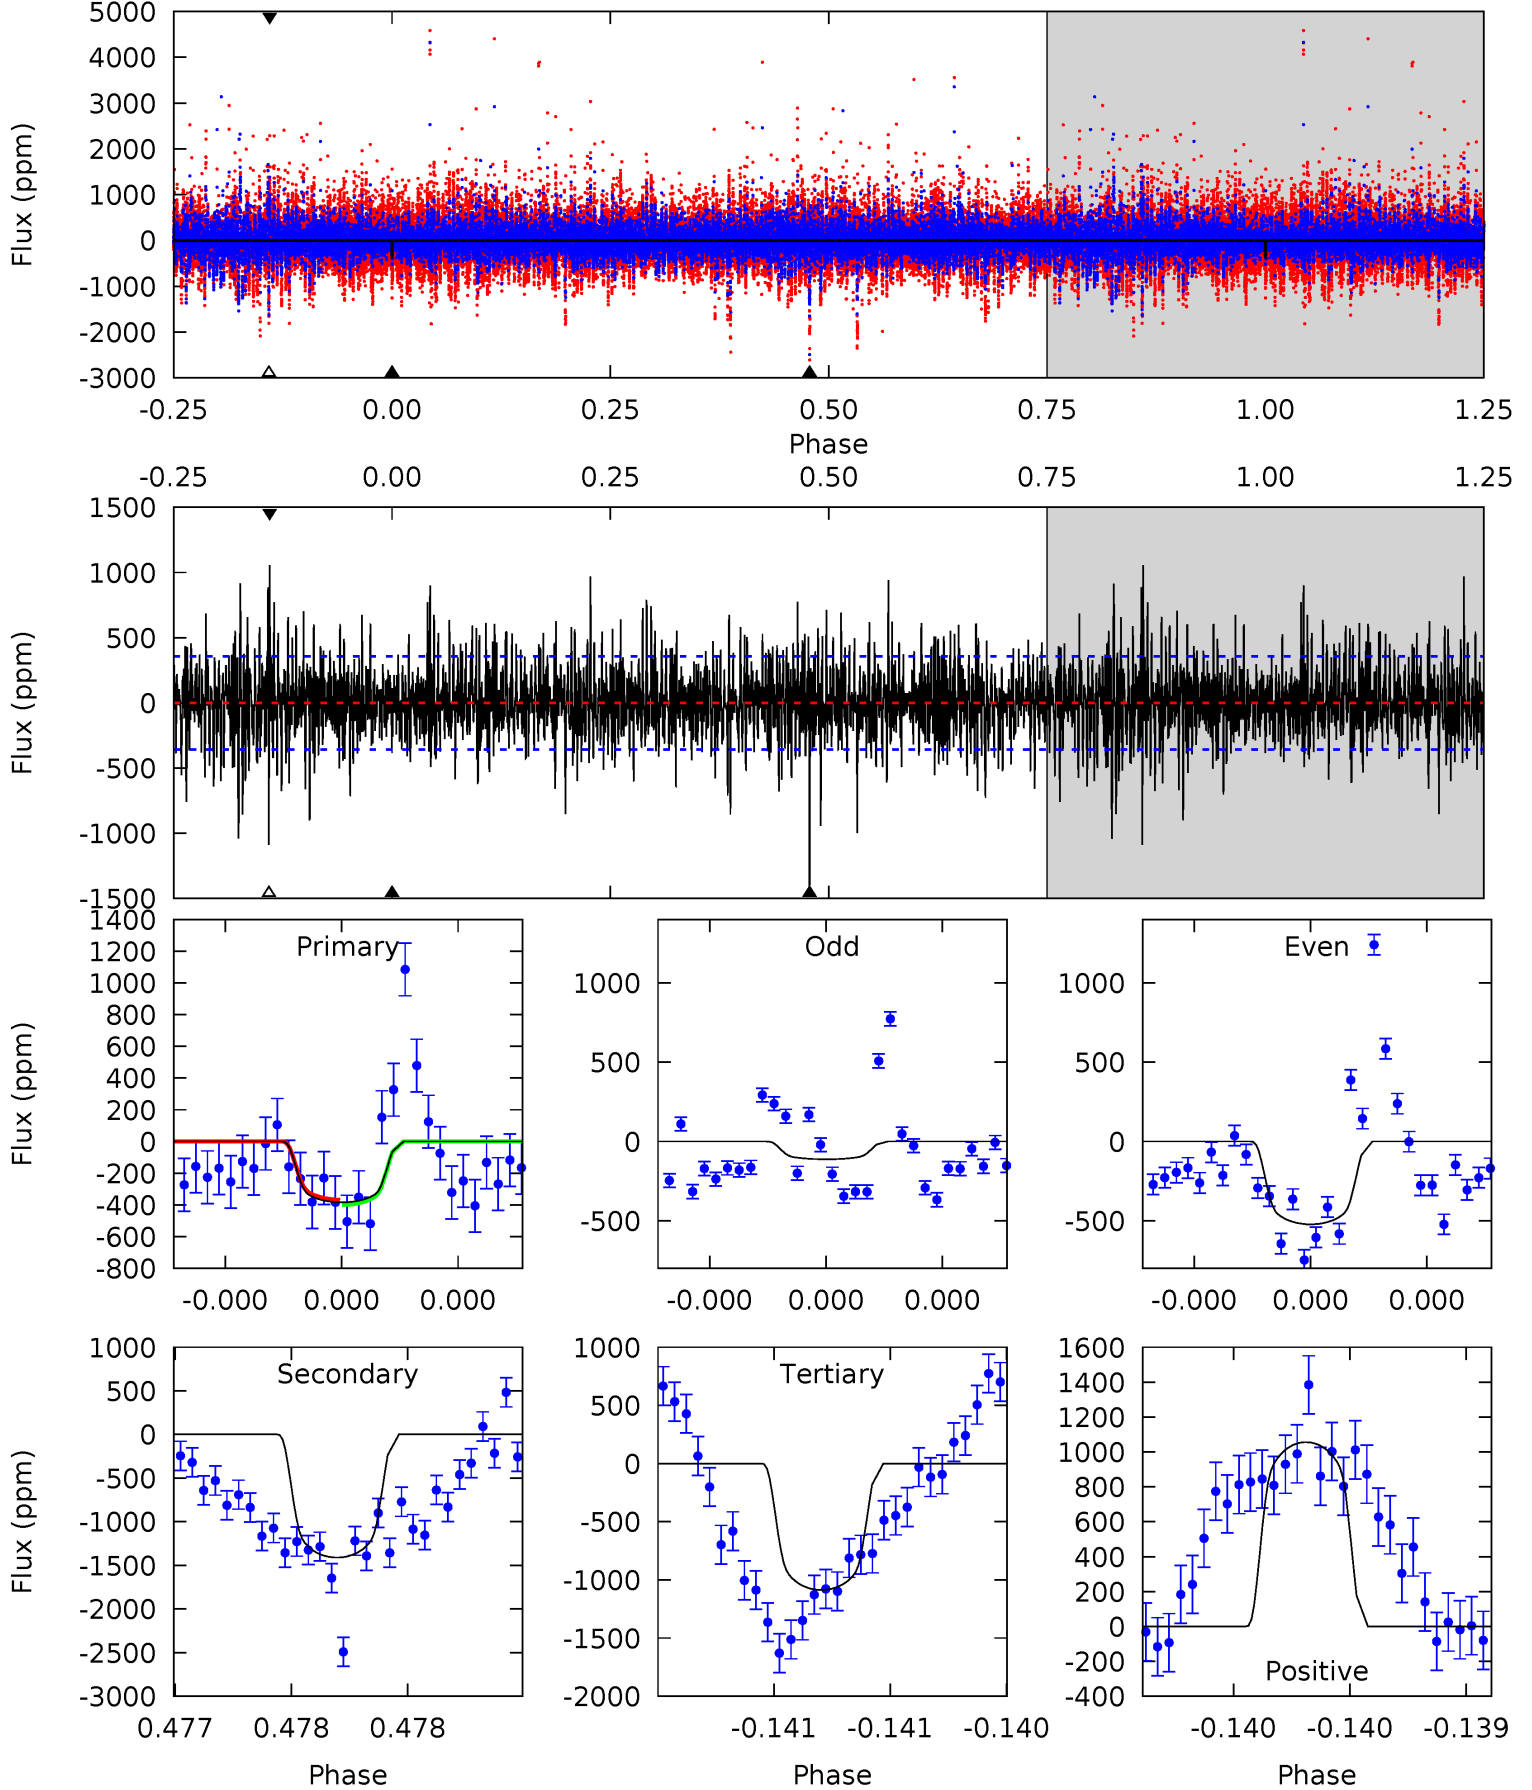 5000
4000
3000
2000
1000
0
-1000
-2000
-3000
Flux (ppm)
-0.25 0.00 0.25 0.50 0.75 1.00 1.25
Phase
-0.25 0.00 0.25 0.50 0.75 1.00 1.25
1500
1000
500
0
-500
-1000
-1500
Flux (ppm)
1400
1200
1000
800
600
400
200
0
-200
-400
-600
-800
Flux (ppm)
Primary
-0.000 0.000 0.000
1000
500
0
-500
Odd
-0.000 0.000 0.000
1000
500
0
-500
Even
-0.000 0.000 0.000
1000
500
0
-500
-1000
-1500
-2000
-2500
-3000
Flux (ppm)
Secondary
0.477 0.478 0.478
Phase
1000
500
0
-500
-1000
-1500
-2000
Tertiary
-0.141 -0.141 -0.140
Phase
1600
1400
1200
1000
800
600
400
200
0
-200
-400
Positive
-0.140 -0.140 -0.139
Phase